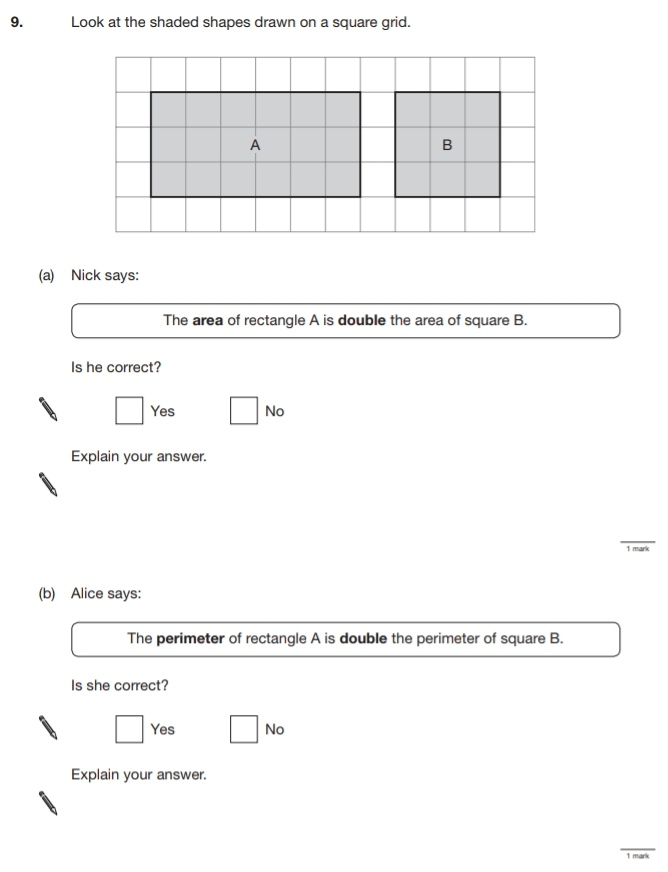 9. Look at the shaded shapes drawn on a square grid.
A B
(a) Nick says:
The area of rectangle A is double the area of square B.
Is he correct?
Yes No
Explain your answer.
1 mark
(b) Alice says:
The perimeter of rectangle A is double the perimeter of square B.
Is she correct?
Yes No
Explain your answer.
1 mark